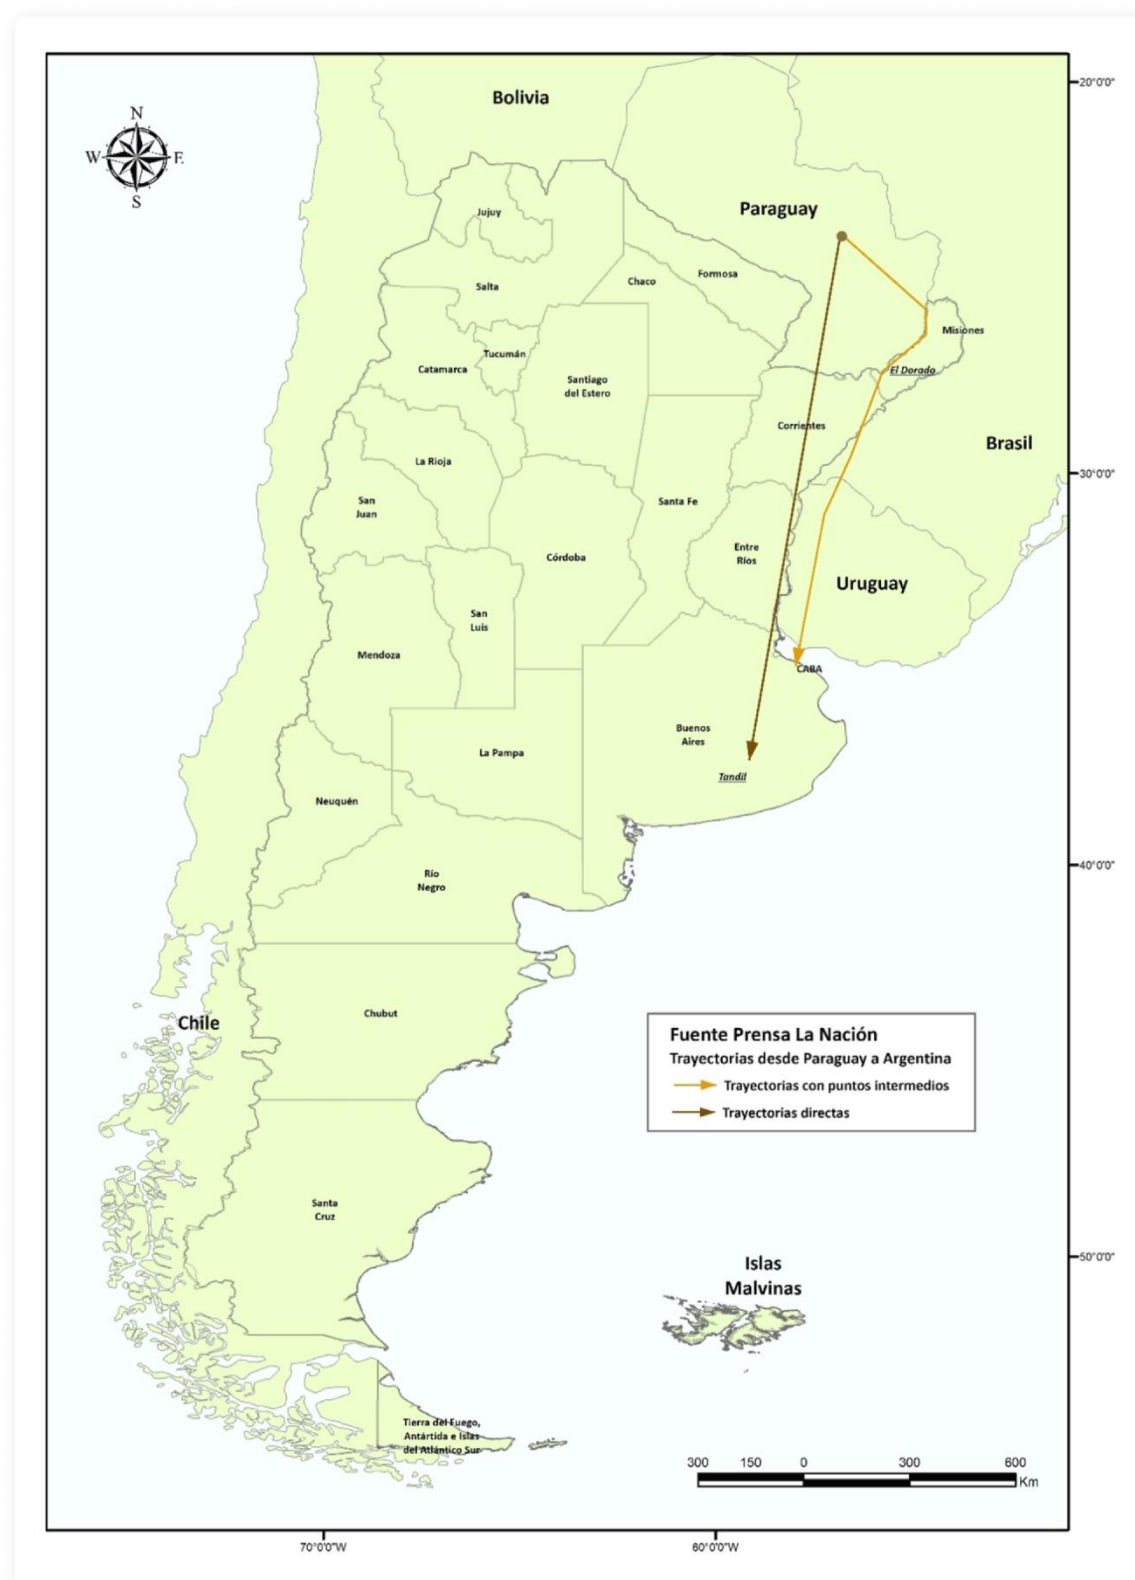 N
W
E
S
Bolivia
20°0'0"
Paraguay
Jujuy
Formosa
Chaco
Salta
Misiones
Tucumán
Catamarca
El Dorado
Santiago
del Estero
Corrientes
Brasil
La Rioja
30°0'0"
San
Juan
Santa Fe
Entre
Ríos
Córdoba
Uruguay
San
Luis
Mendoza
CABA
Buenos
Aires
La Pampa
Tandil
Neuquén
40°0'0"
Río
Negro
Chubut
Chile
Fuente Prensa La Nación
Trayectorias desde Paraguay a Argentina
Trayectorias con puntos intermedios
Trayectorias directas
Santa
Cruz
50°0'0"
Islas
Malvinas
Tierra del Fuego,
Antártida e Islas
del Atlántico Sur
300 150 0 300 600
Km
70°0'0"W 60°0'0"W